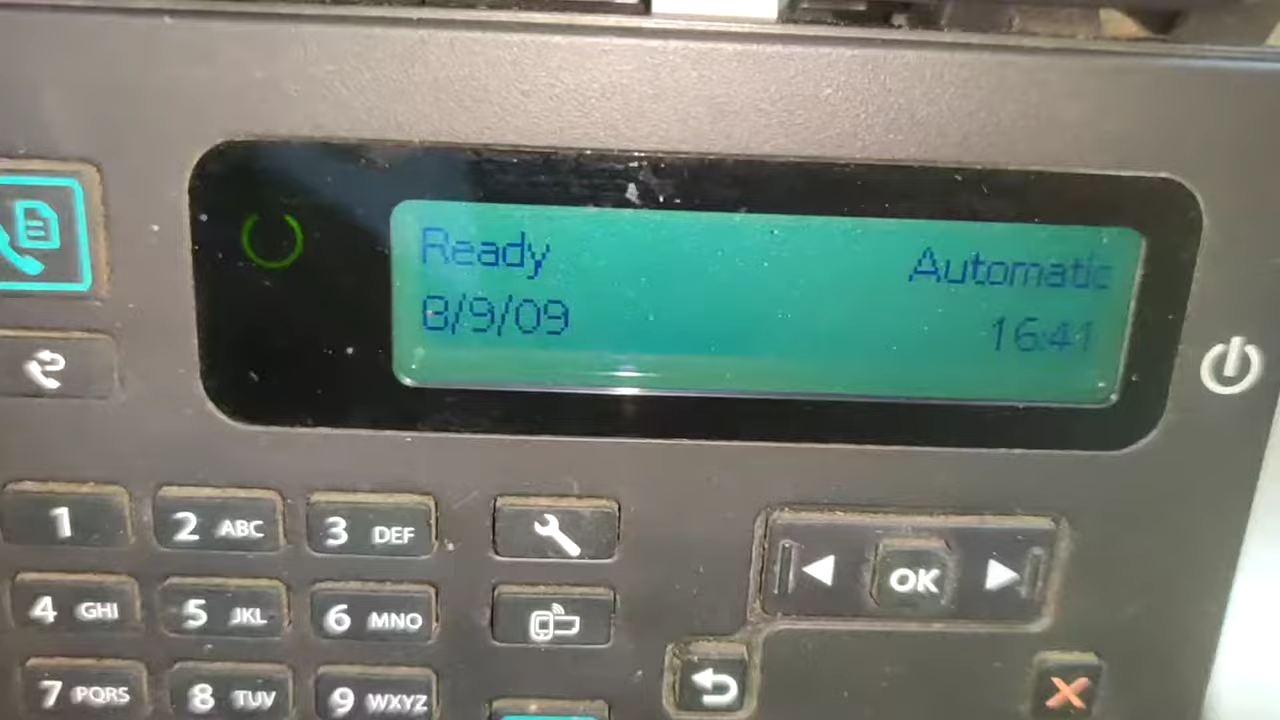 Ready Automatic
8/9/09 16:41
1 2 ABC 3 DEF
4 GHI 5 JKL 6 MNO
OK
7 PQRS 8 TUV 9 WXYZ